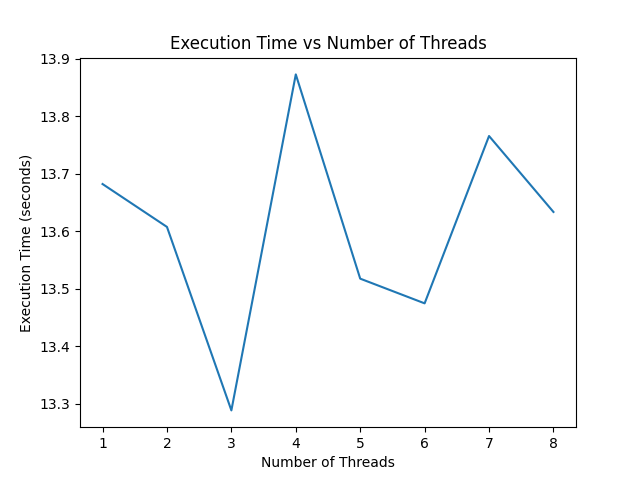 Execution Time vs Number of Threads
Execution Time (seconds)
13.9
13.8
13.7
13.6
13.5
13.4
13.3
1 2 3 4 5 6 7 8
Number of Threads